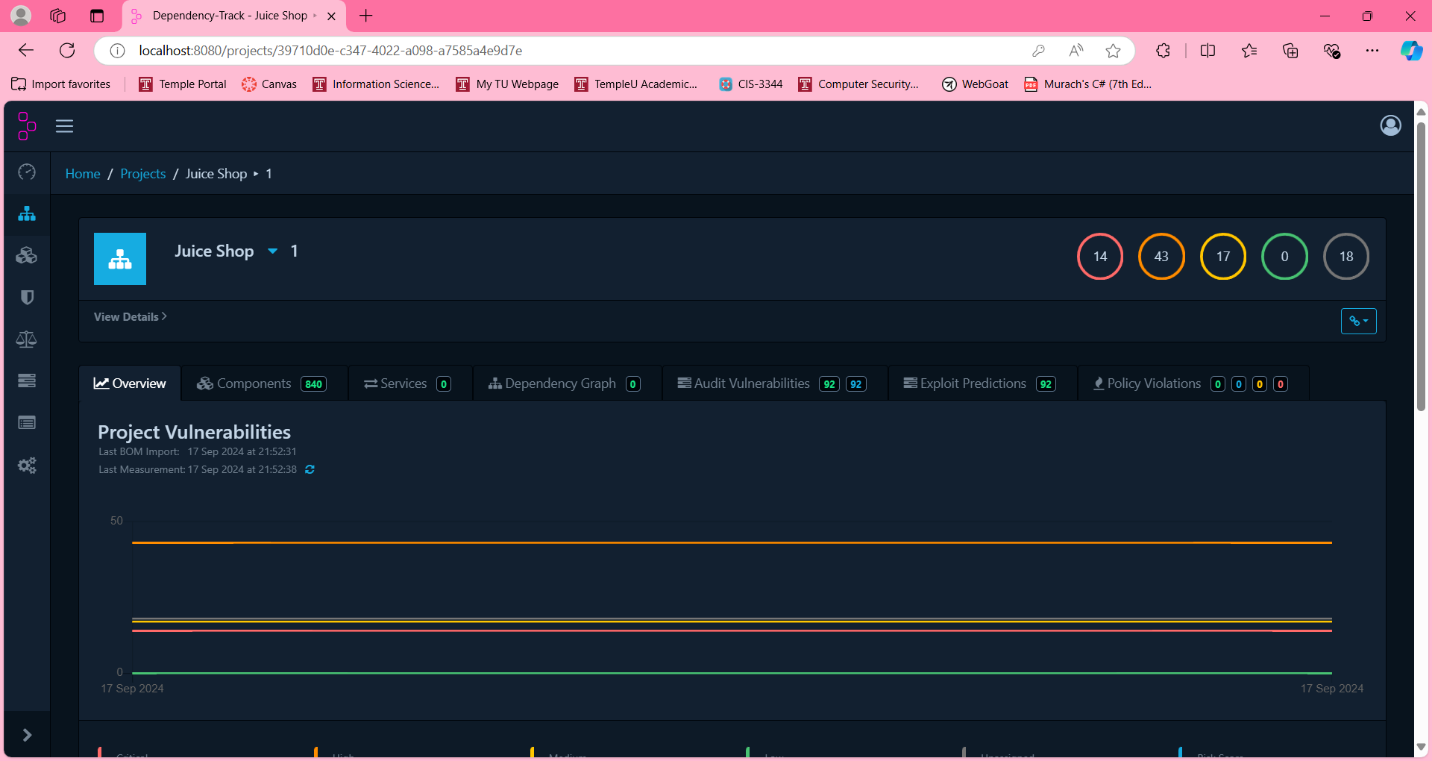 Dependency-Track - Juice Shop
localhost:8080/projects/39710d0e-c347-4022-a098-a7585a4e9d7e
Import favorites Temple Portal Canvas Information Science... My TU Webpage TempleU Academic... CIS-3344 Computer Security... WebGoat Murach's C# (7th Ed...
Home / Projects / Juice Shop ‣ 1
Juice Shop 1
14 43 17 0 18
View Details
Overview Components 840 Services 0 Dependency Graph 0 Audit Vulnerabilities 92 92 Exploit Predictions 92 Policy Violations 0 0 0 0
Project Vulnerabilities
Last BOM Import: 17 Sep 2024 at 21:52:31
Last Measurement: 17 Sep 2024 at 21:52:38
50
0
17 Sep 2024 17 Sep 2024